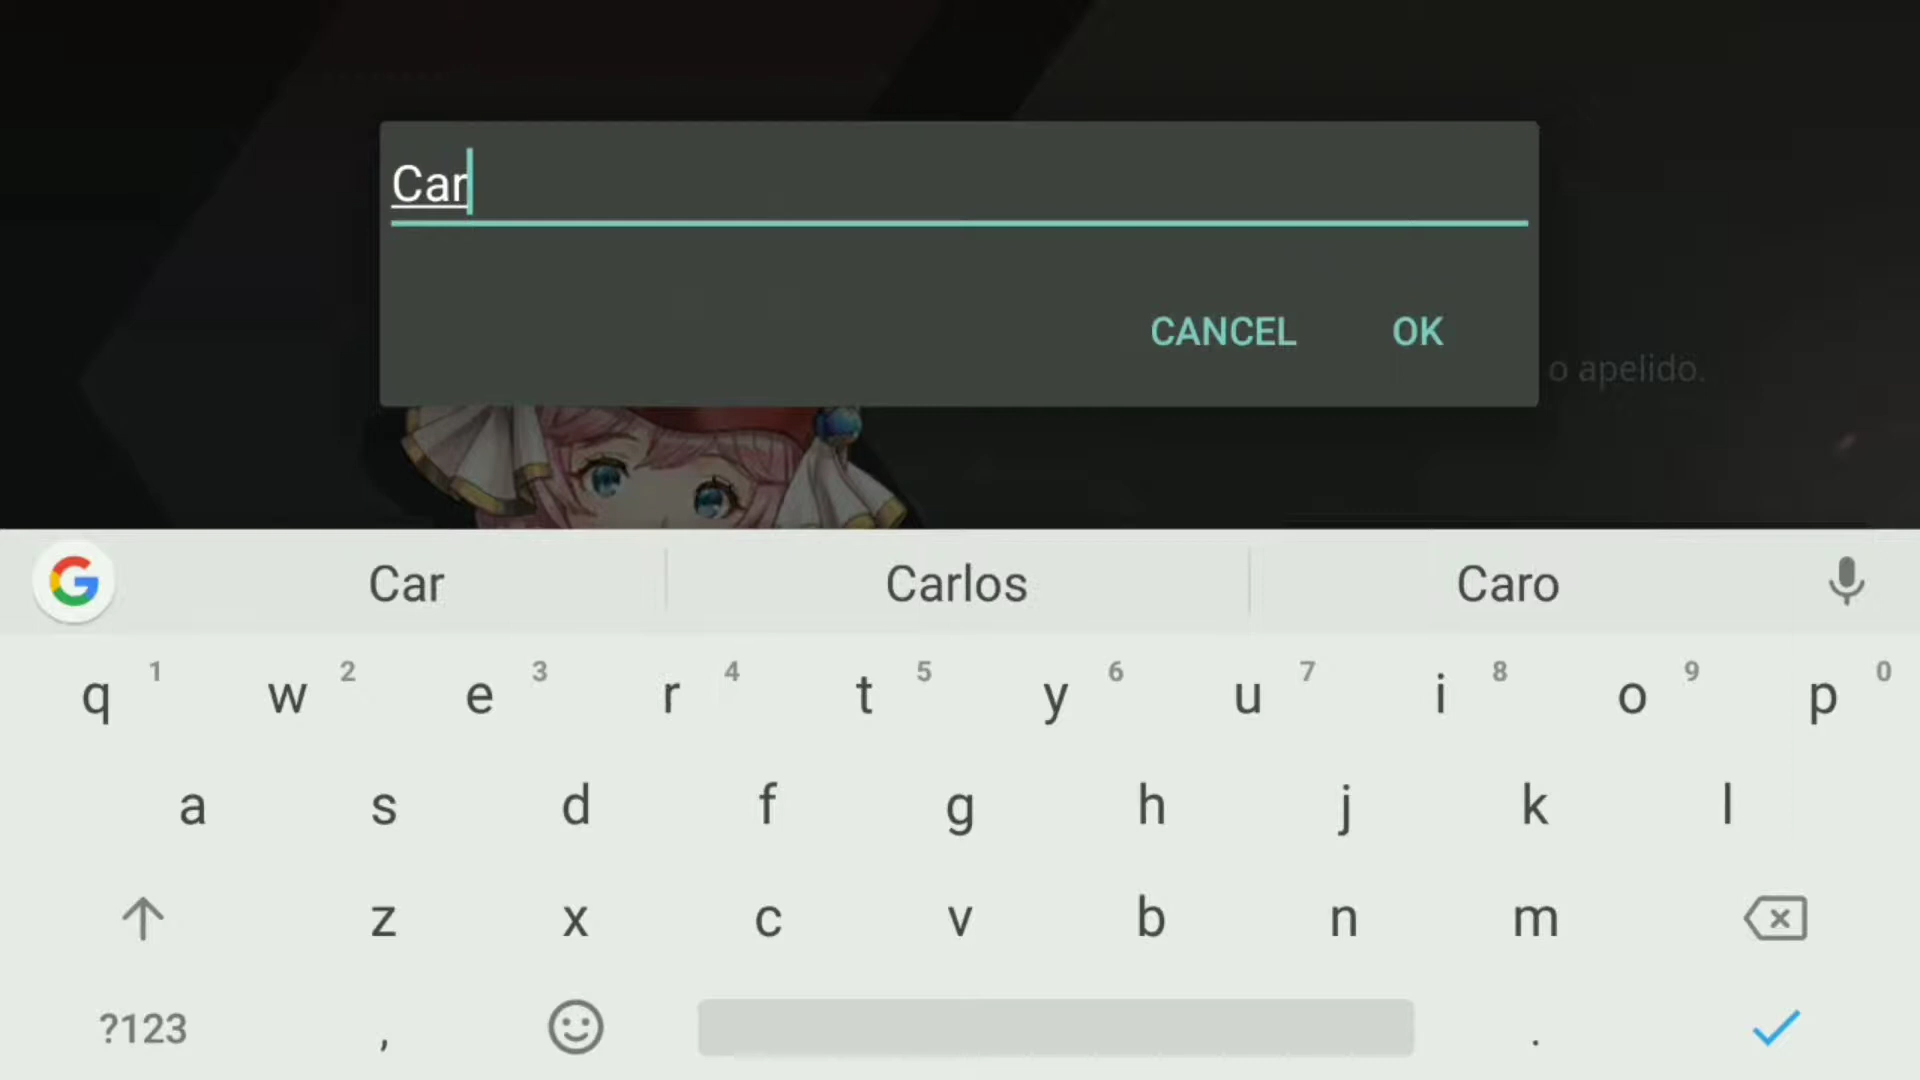 Car
CANCEL OK
o apelido.
Car Carlos Caro
q 1 w 2 e 3 r 4 t 5 y 6 u 7 i 8 o 9 p 0
a s d f g h j k l
z x c v b n m
?123 , .